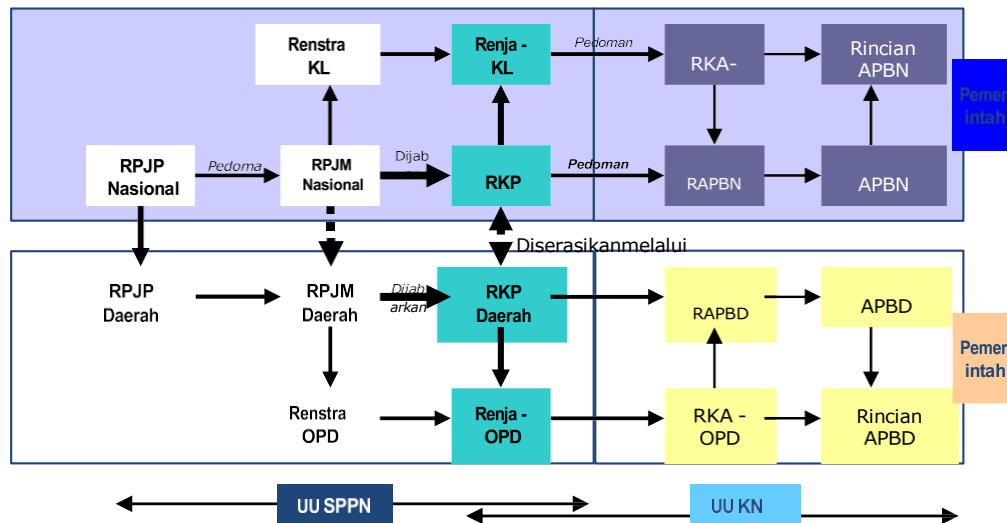 Renstra
KL
Renja -
KL
Pedoman
RKA-
Rincian
APBN
Pemer
intah
RPJP
Nasional
Pedoma
RPJM
Nasional
Dijab
RKP
Pedoman
RAPBN
APBN
Diserasikanmelalui
RPJP
Daerah
RPJM
Daerah
Dijab
arkan
RKP
Daerah
RAPBD
APBD
Pemer
intah
Renstra
OPD
Renja -
OPD
RKA -
OPD
Rincian
APBD
UU SPPN
UU KN